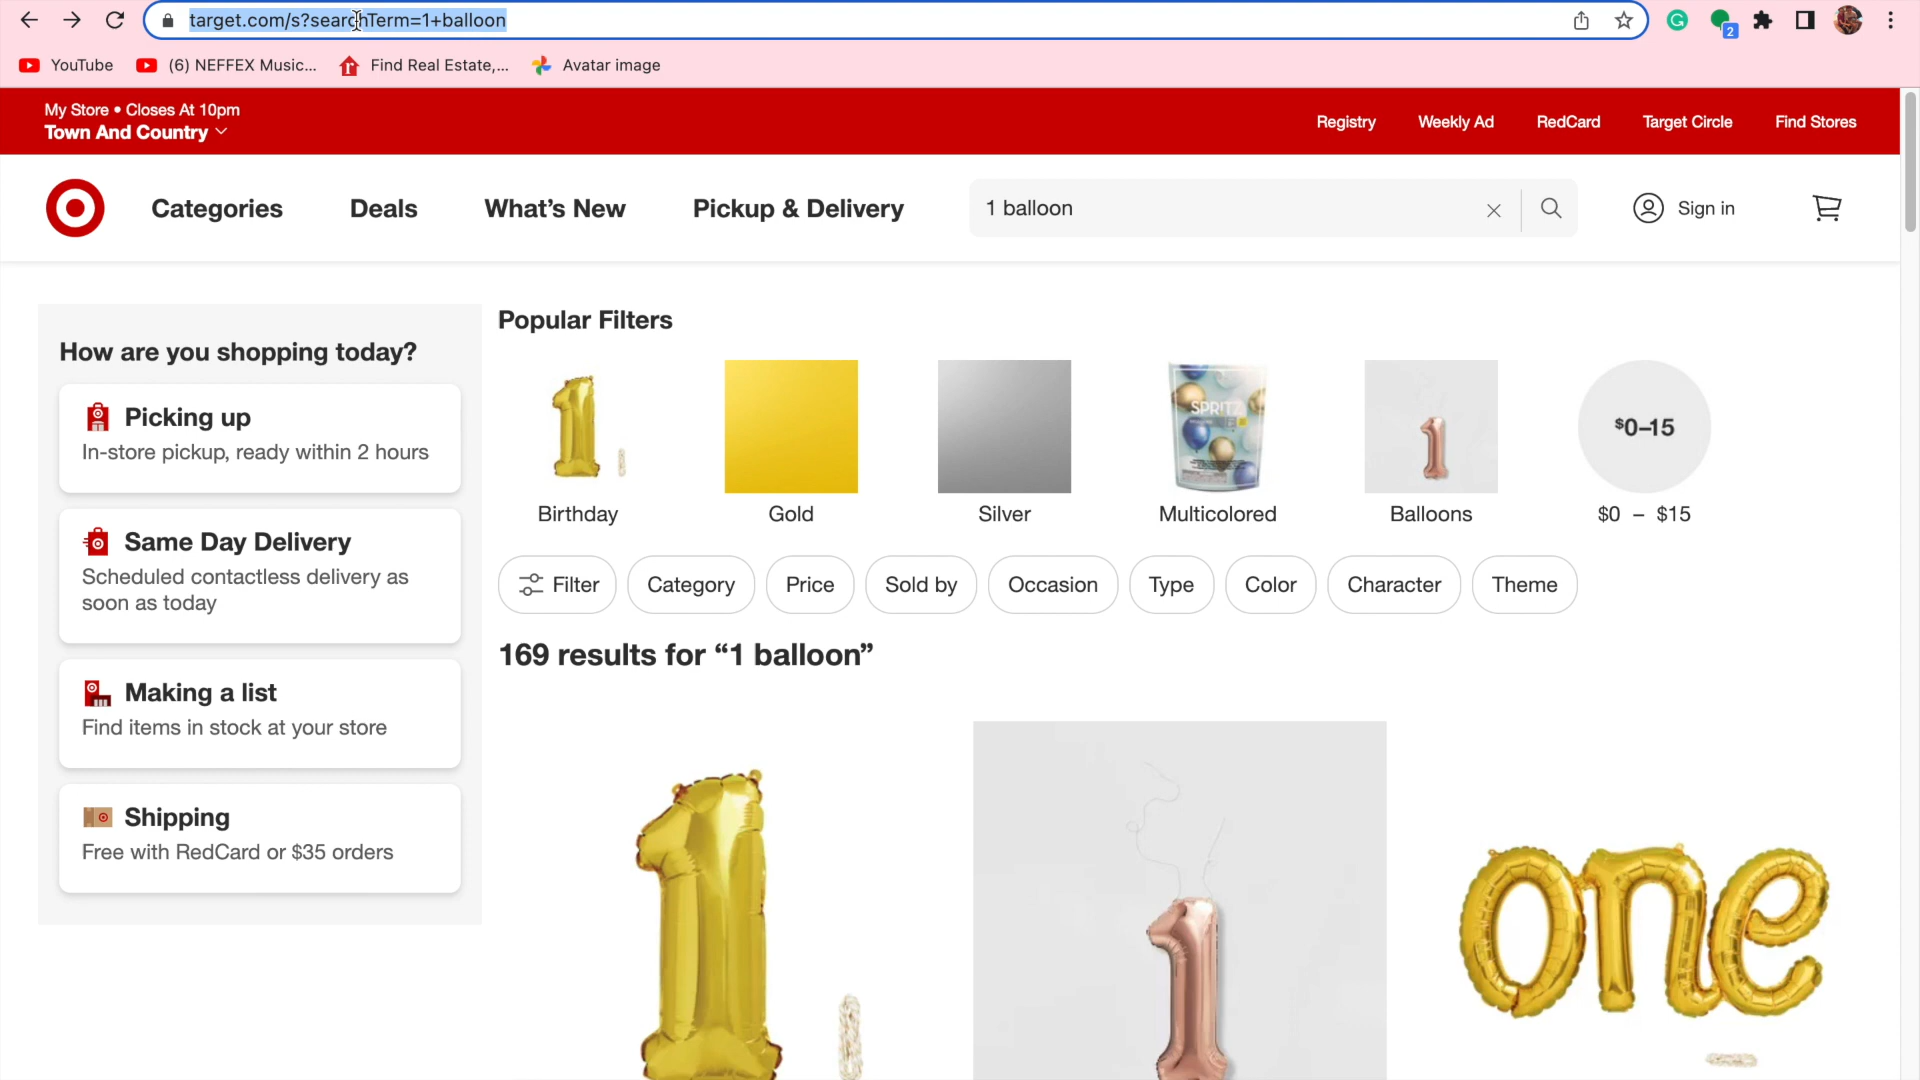 target.com/s?searchTerm=1+balloon
2
YouTube
(6) NEFFEX Music...
Find Real Estate,...
Avatar image
My Store • Closes At 10pm
Town And Country
Registry
Weekly Ad
RedCard
Target Circle
Find Stores
Categories
Deals
What's New
Pickup & Delivery
1 balloon
Sign in
How are you shopping today?
Picking up
In-store pickup, ready within 2 hours
Same Day Delivery
Scheduled contactless delivery as
soon as today
Making a list
Find items in stock at your store
Shipping
Free with RedCard or $35 orders
Popular Filters
SPRITZ
$0–15
Birthday
Gold
Silver
Multicolored
Balloons
$0 – $15
Filter
Category
Price
Sold by
Occasion
Type
Color
Character
Theme
169 results for “1 balloon”
one